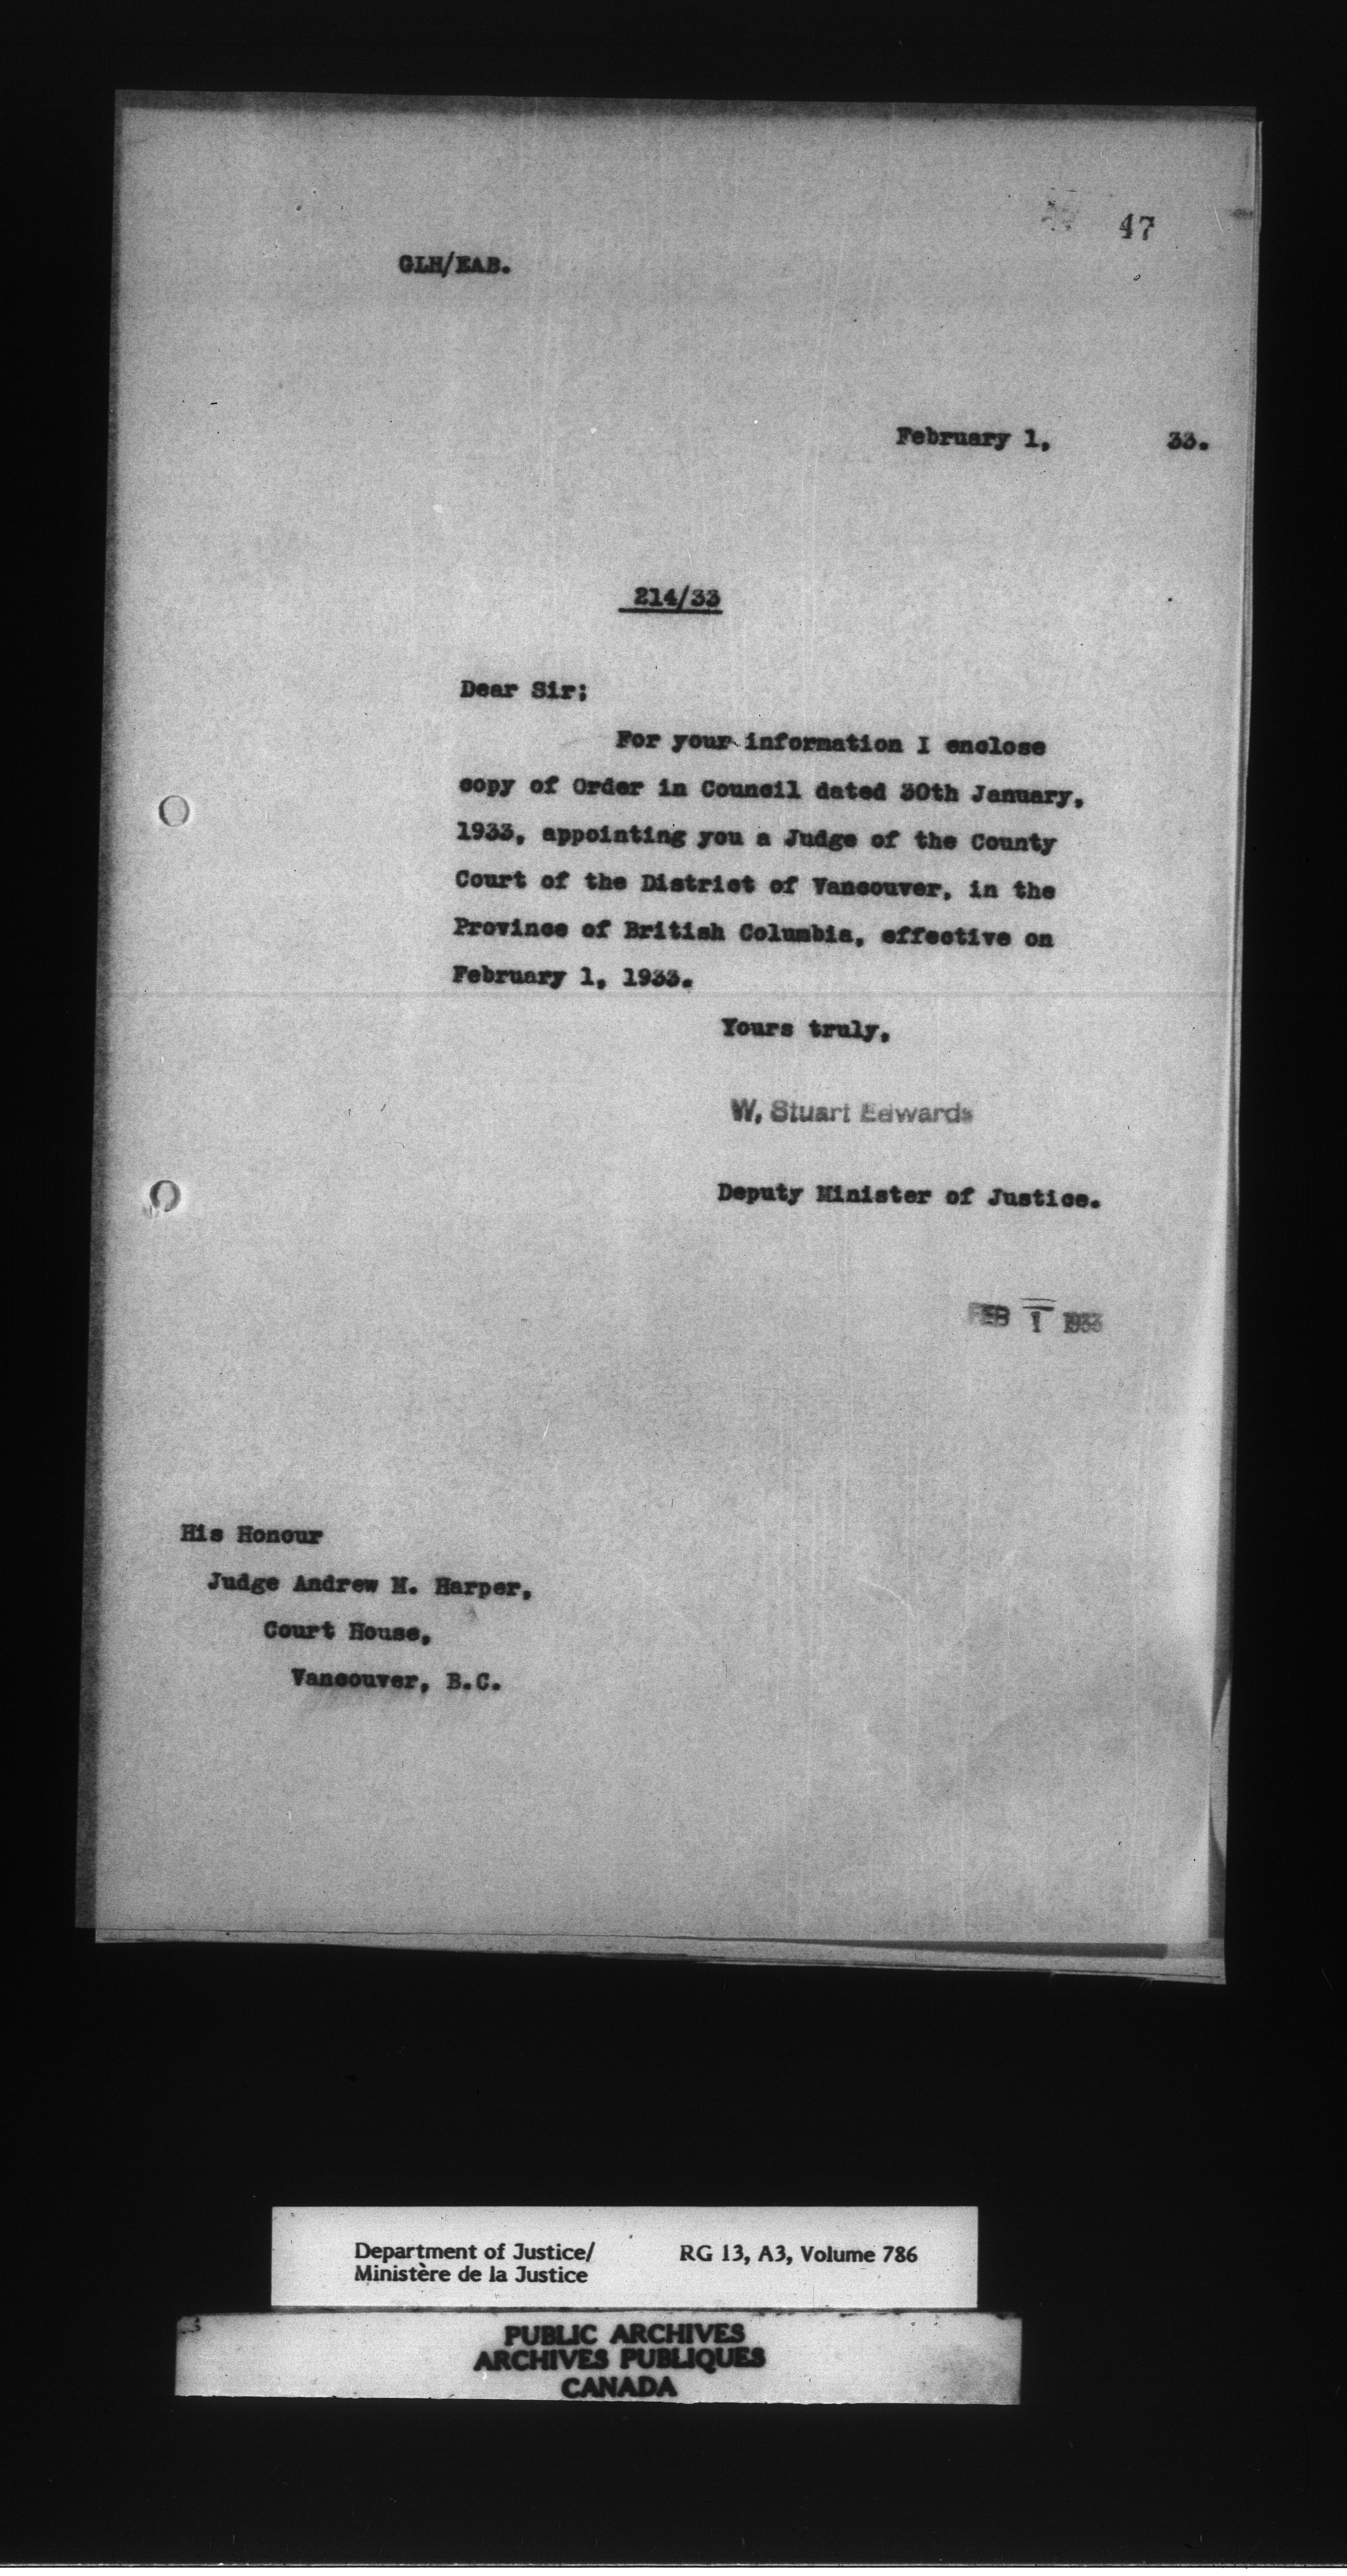 47
GLH/EAB.
February 1, 33.
214/33
Dear Sir;
For your information I enclose
copy of Order in Council dated 30th January,
1933, appointing you a Judge of the County
Court of the District of Vancouver, in the
Province of British Columbia, effective on
February 1, 1933.
Yours truly,
W. Stuart Edwards
Deputy Minister of Justice.
FEB 1 1933
His Honour
Judge Andrew M. Harper,
Court House,
Vancouver, B.C.
Department of Justice/ RG 13, A3, Volume 786
Ministère de la Justice
PUBLIC ARCHIVES
ARCHIVES PUBLIQUES
CANADA